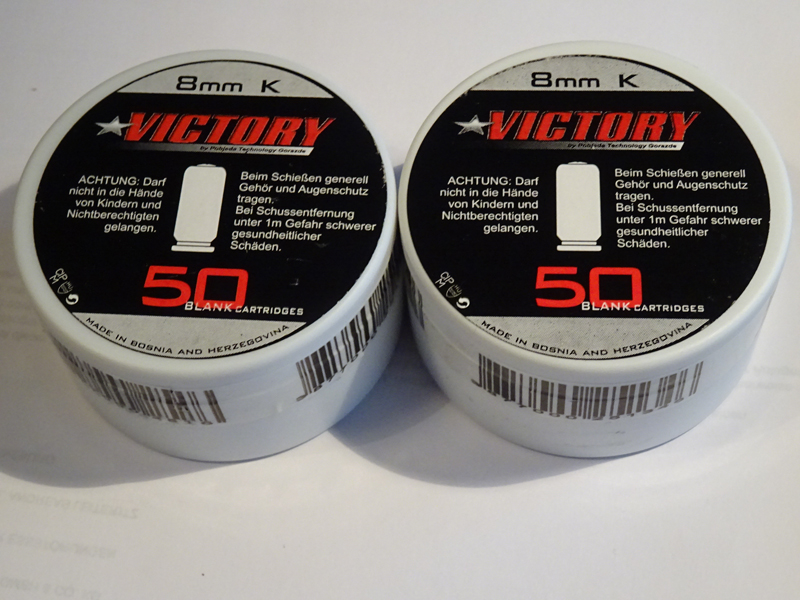 8mm K
VICTORY
by Pobjeda Technology Gorazde
ACHTUNG: Darf
nicht in die Hände
von Kindern und
Nichtberechtigten
gelangen.
Beim Schießen generell
Gehör und Augenschutz
tragen.
Bei Schussentfernung
unter 1m Gefahr schwerer
gesundheitlicher
Schäden.
50
BLANK CARTRIDGES
CIP
M
MADE IN BOSNIA AND HERZEGOVINA
8mm K
VICTORY
by Pobjeda Technology Gorazde
ACHTUNG: Darf
nicht in die Hände
von Kindern und
Nichtberechtigten
gelangen.
Beim Schießen generell
Gehör und Augenschutz
tragen.
Bei Schussentfernung
unter 1m Gefahr schwerer
gesundheitlicher
Schäden.
50
BLANK CARTRIDGES
CIP
M
MADE IN BOSNIA AND HERZEGOVINA